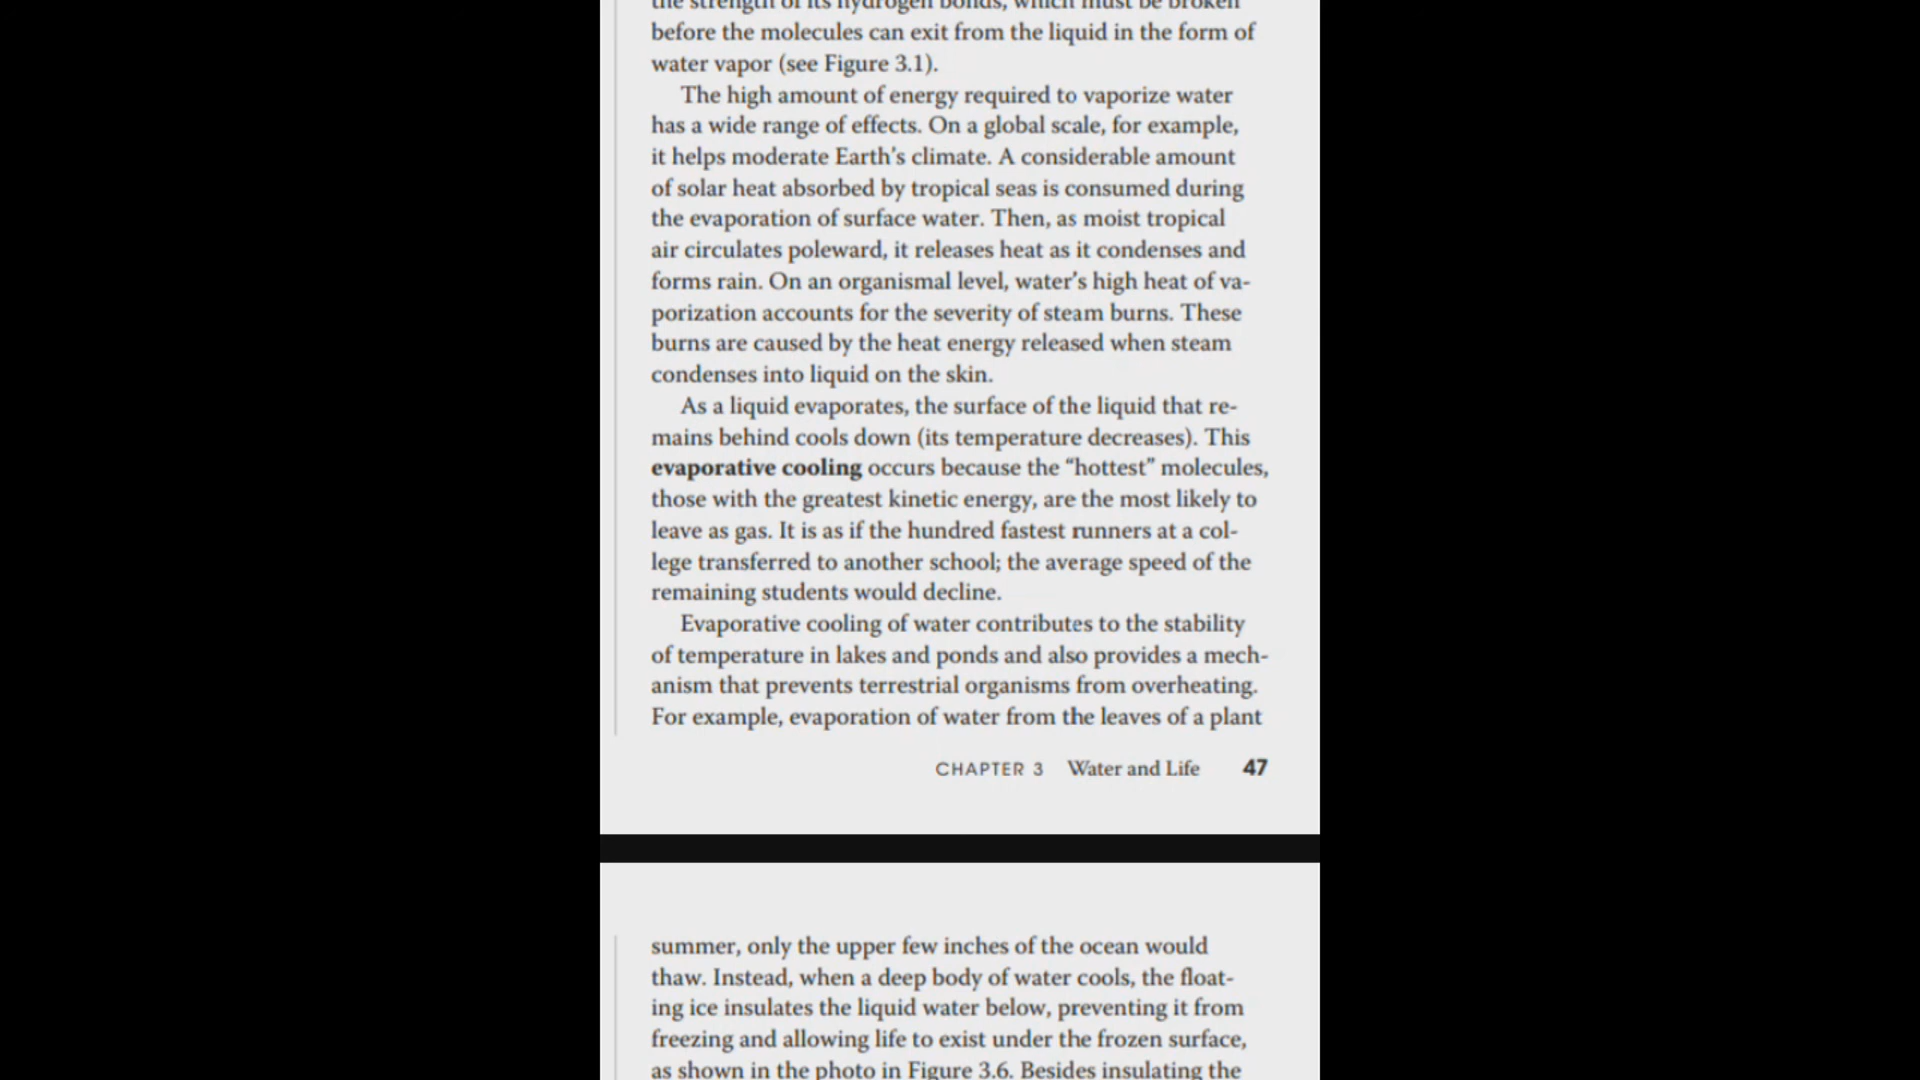 the strength of its hydrogen bonds, which must be broken
before the molecules can exit from the liquid in the form of
water vapor (see Figure 3.1).
The high amount of energy required to vaporize water
has a wide range of effects. On a global scale, for example,
it helps moderate Earth's climate. A considerable amount
of solar heat absorbed by tropical seas is consumed during
the evaporation of surface water. Then, as moist tropical
air circulates poleward, it releases heat as it condenses and
forms rain. On an organismal level, water's high heat of va-
porization accounts for the severity of steam burns. These
burns are caused by the heat energy released when steam
condenses into liquid on the skin.
As a liquid evaporates, the surface of the liquid that re-
mains behind cools down (its temperature decreases). This
evaporative cooling occurs because the “hottest” molecules,
those with the greatest kinetic energy, are the most likely to
leave as gas. It is as if the hundred fastest runners at a col-
lege transferred to another school; the average speed of the
remaining students would decline.
Evaporative cooling of water contributes to the stability
of temperature in lakes and ponds and also provides a mech-
anism that prevents terrestrial organisms from overheating.
For example, evaporation of water from the leaves of a plant
CHAPTER 3 Water and Life 47
summer, only the upper few inches of the ocean would
thaw. Instead, when a deep body of water cools, the float-
ing ice insulates the liquid water below, preventing it from
freezing and allowing life to exist under the frozen surface,
as shown in the photo in Figure 3.6. Besides insulating the